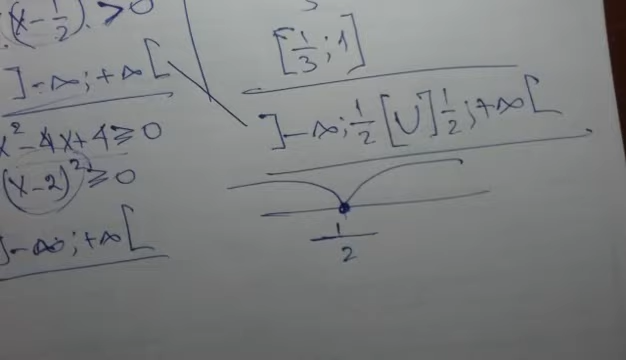 (x-1/2) > 0
]-∞;+∞[
x²-4x+4≥0
(x-2)²≥0
]-∞;+∞[
[1/3;1]
]-∞;1/2[∪]1/2;+∞[
1/2